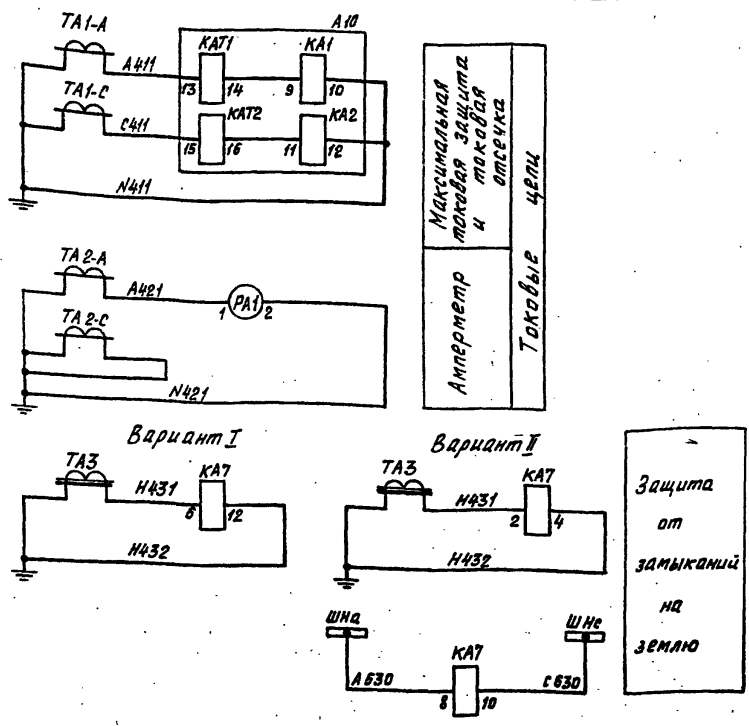 TA1-A
A10
A411
KAT1
KA1
13 14 9 10
TA1-C
C411
KAT2
KA2
15 16 11 12
N411
Максимальная
токовая защита
и токовая
отсечка
Токовые цепи
TA2-A
A421
1 PA1 2
TA2-C
N421
Амперметр
Вариант I
TA3
H431
KA7
6 12
H432
Вариант II
TA3
H431
KA7
2 4
H432
Защита
от
замыканий
на
землю
ШНа
ШНс
KA7
A630
C630
8 10